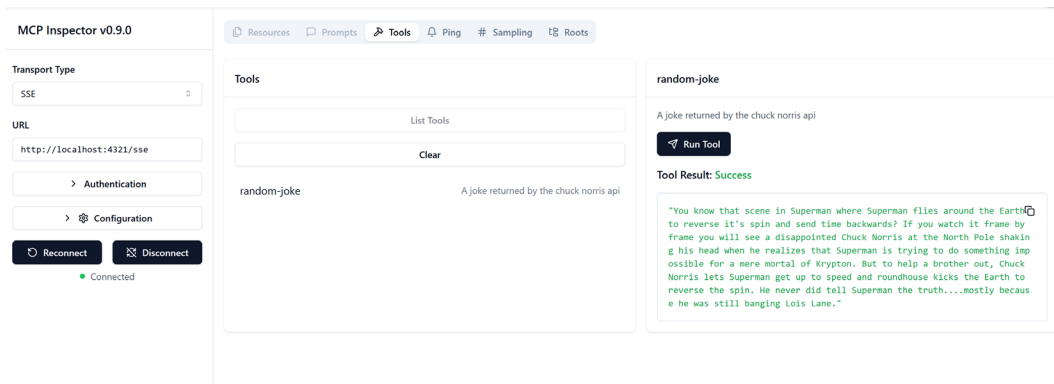 MCP Inspector v0.9.0
Transport Type
SSE
URL
http://localhost:4321/sse
Authentication
Configuration
Reconnect
Disconnect
Connected
Resources
Prompts
Tools
Ping
Sampling
Roots
Tools
List Tools
Clear
random-joke
A joke returned by the chuck norris api
random-joke
A joke returned by the chuck norris api
Run Tool
Tool Result: Success
"You know that scene in Superman where Superman flies around the Earth
to reverse it's spin and send time backwards? If you watch it frame by
frame you will see a disappointed Chuck Norris at the North Pole shakin
g his head when he realizes that Superman is trying to do something imp
ossible for a mere mortal of Krypton. But to help a brother out, Chuck
Norris lets Superman get up to speed and roundhouse kicks the Earth to
reverse the spin. He never did tell Superman the truth....mostly becaus
e he was still banging Lois Lane."